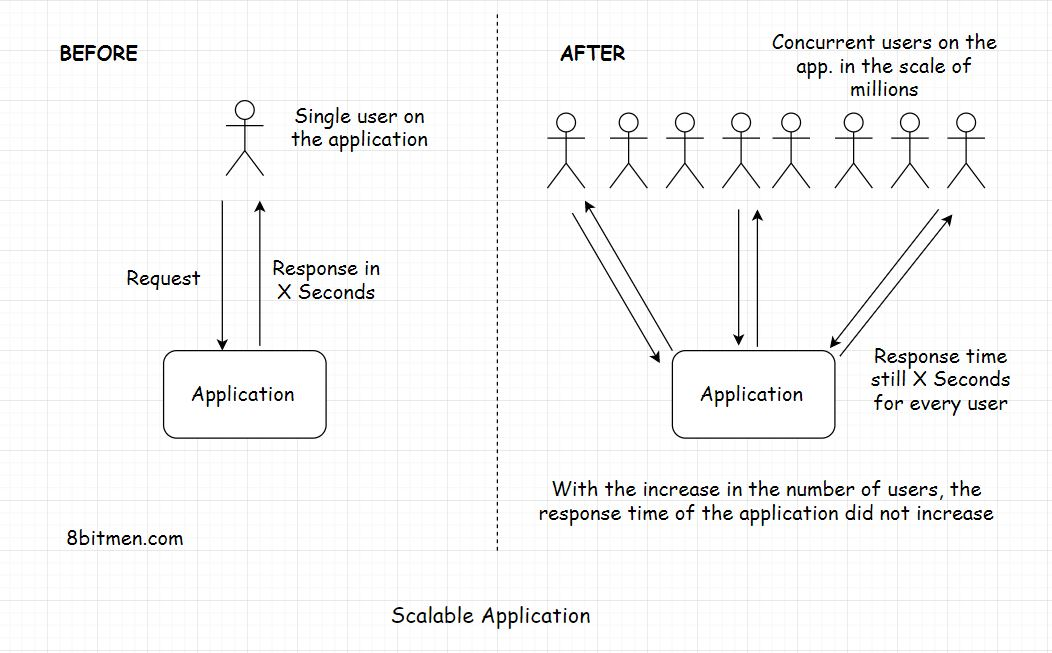 BEFORE
Single user on
the application
Request
Response in
X Seconds
Application
8bitmen.com
AFTER
Concurrent users on the
app. in the scale of
millions
Application
Response time
still X Seconds
for every user
With the increase in the number of users, the
response time of the application did not increase
Scalable Application